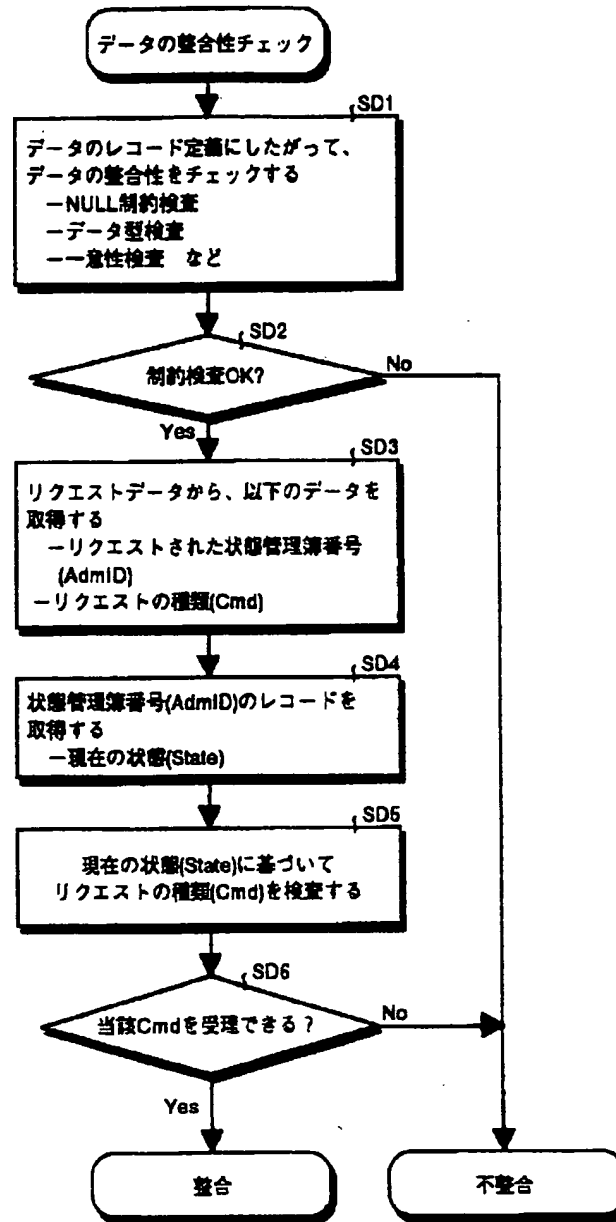 データの整合性チェック
SD1
データのレコード定義にしたがって、
データの整合性をチェックする
－NULL制約検査
－データ型検査
－一意性検査　など
SD2
制約検査OK?
No
Yes
SD3
リクエストデータから、以下のデータを
取得する
－リクエストされた状態管理簿番号
(AdmID)
－リクエストの種類(Cmd)
SD4
状態管理簿番号(AdmID)のレコードを
取得する
－現在の状態(State)
SD5
現在の状態(State)に基づいて
リクエストの種類(Cmd)を検査する
SD6
当該Cmdを受理できる？
No
Yes
整合
不整合